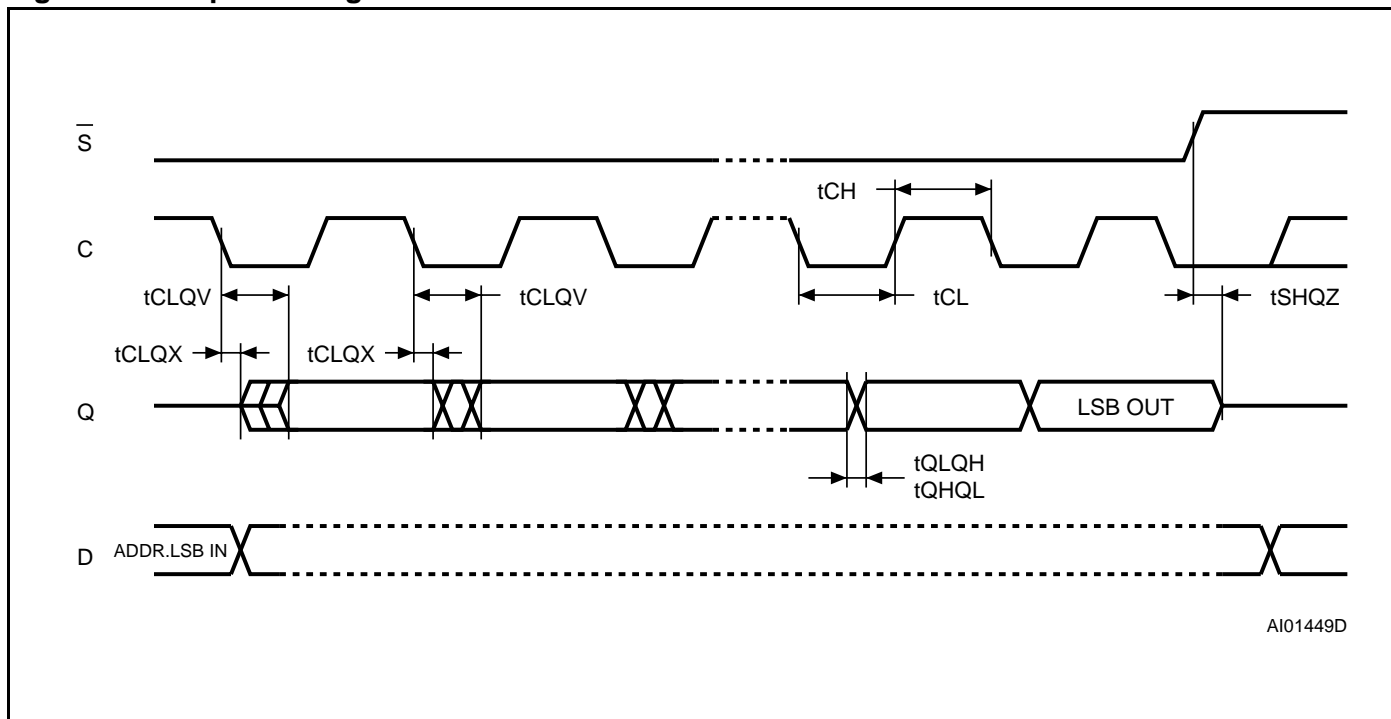 S
tCH
C
tCLQV
tCLQV
tCL
tSHQZ
tCLQX
tCLQX
Q
LSB OUT
tQLQH
tQHQL
D
ADDR.LSB IN
AI01449D